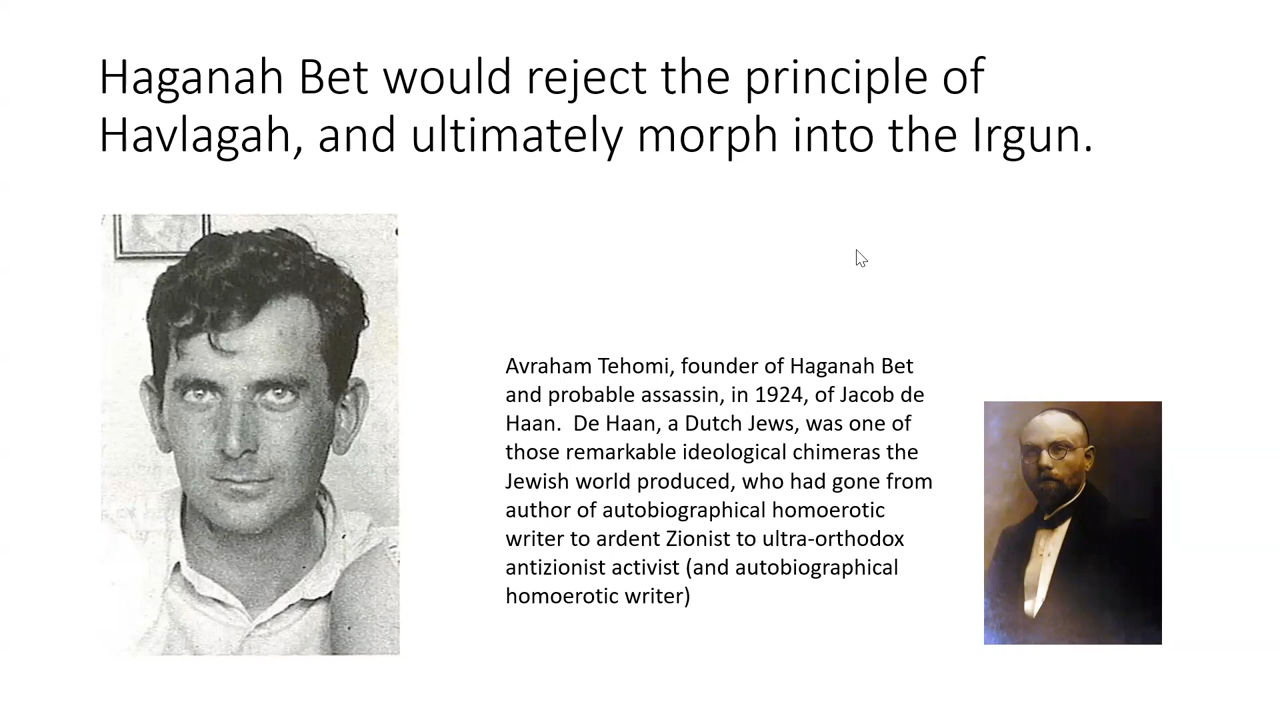 Haganah Bet would reject the principle of
Havlagah, and ultimately morph into the Irgun.
Avraham Tehomi, founder of Haganah Bet
and probable assassin, in 1924, of Jacob de
Haan.  De Haan, a Dutch Jews, was one of
those remarkable ideological chimeras the
Jewish world produced, who had gone from
author of autobiographical homoerotic
writer to ardent Zionist to ultra-orthodox
antizionist activist (and autobiographical
homoerotic writer)